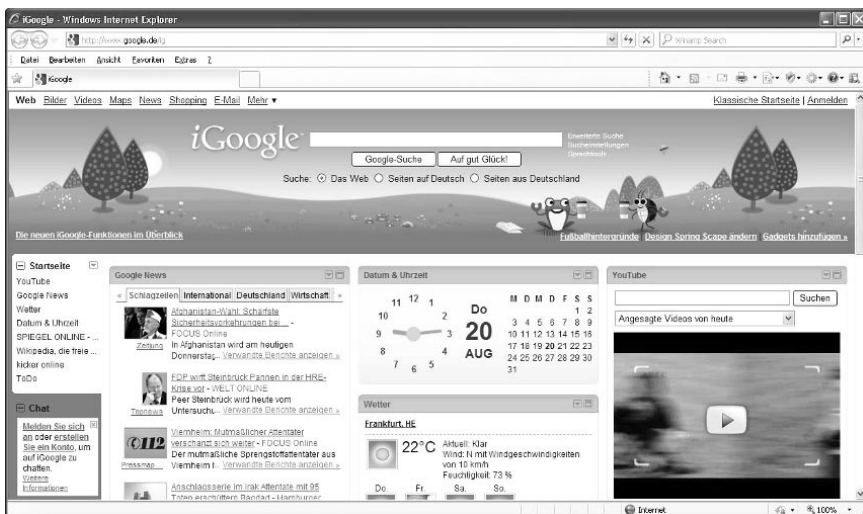 iGoogle - Windows Internet Explorer
http://www.google.de/ig
Winamp Search
Datei Bearbeiten Ansicht Favoriten Extras ?
iGoogle
Web Bilder Videos Maps News Shopping E-Mail Mehr ▼
Klassische Startseite | Anmelden
iGoogle
Erweiterte Suche
Sucheinstellungen
Sprachtools
Google-Suche Auf gut Glück!
Suche: Das Web Seiten auf Deutsch Seiten aus Deutschland
Die neuen iGoogle-Funktionen im Überblick
Fußballhintergründe | Design Spring Scape ändern | Gadgets hinzufügen »
Startseite
YouTube
Google News
Wetter
Datum & Uhrzeit
SPIEGEL ONLINE - ...
Wikipedia, die freie ...
kicker online
ToDo
Chat
Melden Sie sich
an oder erstellen
Sie ein Konto, um
auf iGoogle zu
chatten.
Weitere
Informationen
Google News
« Schlagzeilen International Deutschland Wirtschaft »
Afghanistan-Wahl: Schärfste
Sicherheitsvorkehrungen bei ... -
FOCUS Online
Zeitung
In Afghanistan wird am heutigen
Donnerstag... Verwandte Berichte anzeigen »
FDP wirft Steinbrück Pannen in der HRE-
Krise vor - WELT ONLINE
Peer Steinbrück wird heute vom
Topnews
Untersuchu... Verwandte Berichte anzeigen »
Viernheim: Mutmaßlicher Attentäter
verschanzt sich weiter - FOCUS Online
112
Der mutmaßliche Sprengstoffattentäter aus
Pressmap ...
Viernheim h... Verwandte Berichte anzeigen »
Anschlagsserie im Irak Attentate mit 95
Toten erschüttern Bagdad - Hamburger
Datum & Uhrzeit
12 1 2 3 4 5 6 7 8 9 10 11
Do
20
AUG
M D M D F S S
1 2
3 4 5 6 7 8 9
10 11 12 13 14 15 16
17 18 19 20 21 22 23
24 25 26 27 28 29 30
31
Wetter
Frankfurt, HE
22°C
Aktuell: Klar
Wind: N mit Windgeschwindigkeiten
von 10 km/h
Feuchtigkeit: 73 %
Do. Fr. Sa. So.
YouTube
Suchen
Angesagte Videos von heute
Internet
100%